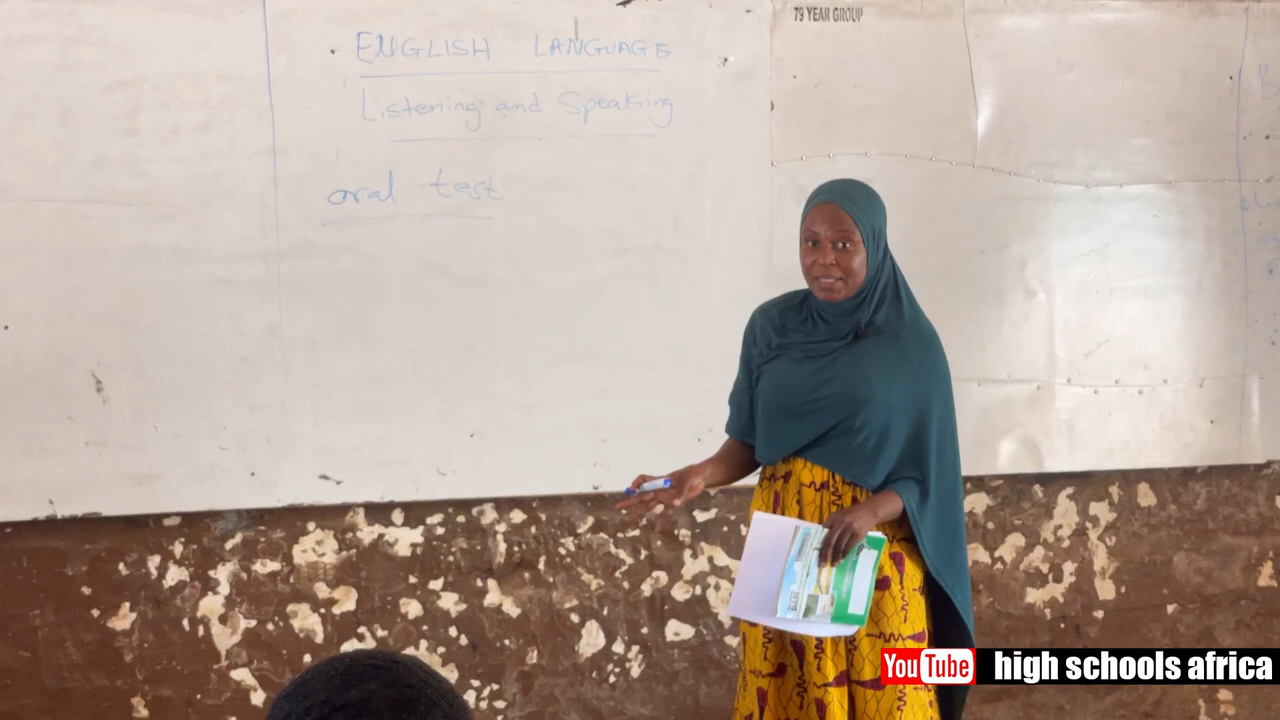 79 YEAR GROUP
ENGLISH LANGUAGE
Listening and Speaking
oral test
YouTube high schools africa